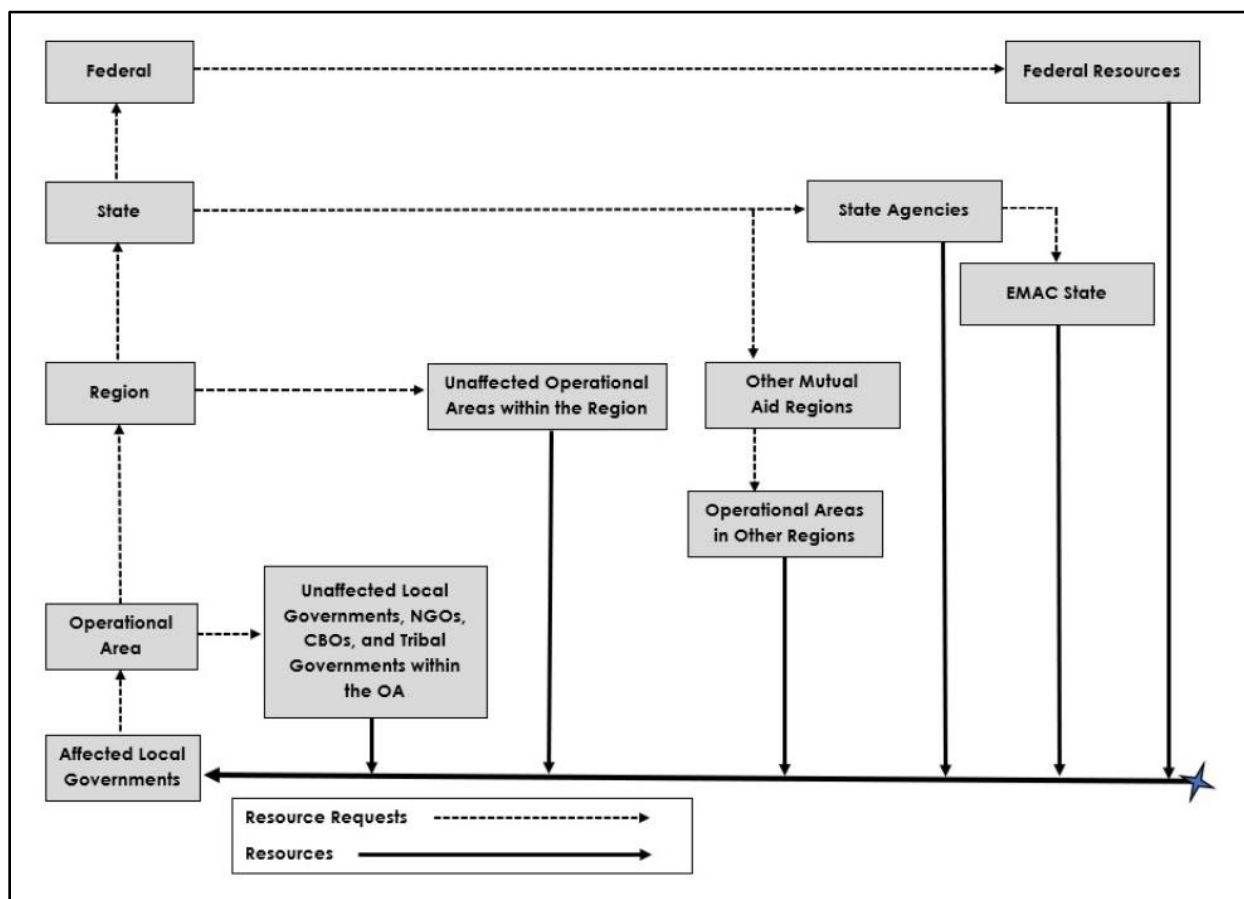 Federal
Federal Resources
State
State Agencies
EMAC State
Region
Unaffected Operational
Areas within the Region
Other Mutual
Aid Regions
Operational Areas
in Other Regions
Operational
Area
Unaffected Local
Governments, NGOs,
CBOs, and Tribal
Governments within
the OA
Affected Local
Governments
Resource Requests
Resources